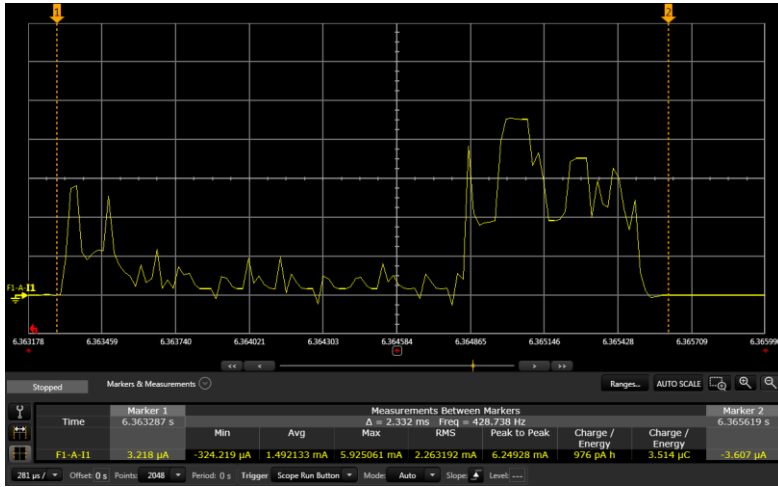 1
2
F1-A-I1
6.363178
6.363459
6.363740
6.364021
6.364303
6.364584
6.364865
6.365146
6.365428
6.365709
6.36599
<<
<
>
>>
Stopped
Markers & Measurements
Ranges...
AUTO SCALE
Marker 1
Measurements Between Markers
Marker 2
Time
6.363287 s
Δ = 2.332 ms Freq = 428.738 Hz
6.365619 s
Min
Avg
Max
RMS
Peak to Peak
Charge / Energy
Charge / Energy
F1-A-I1
3.218 µA
-324.219 µA
1.492133 mA
5.925061 mA
2.263192 mA
6.24928 mA
976 pA h
3.514 µC
-3.607 µA
281 µs /
Offset: 0 s
Points: 2048
Period: 0 s
Trigger
Scope Run Button
Mode: Auto
Slope:
Level: ---